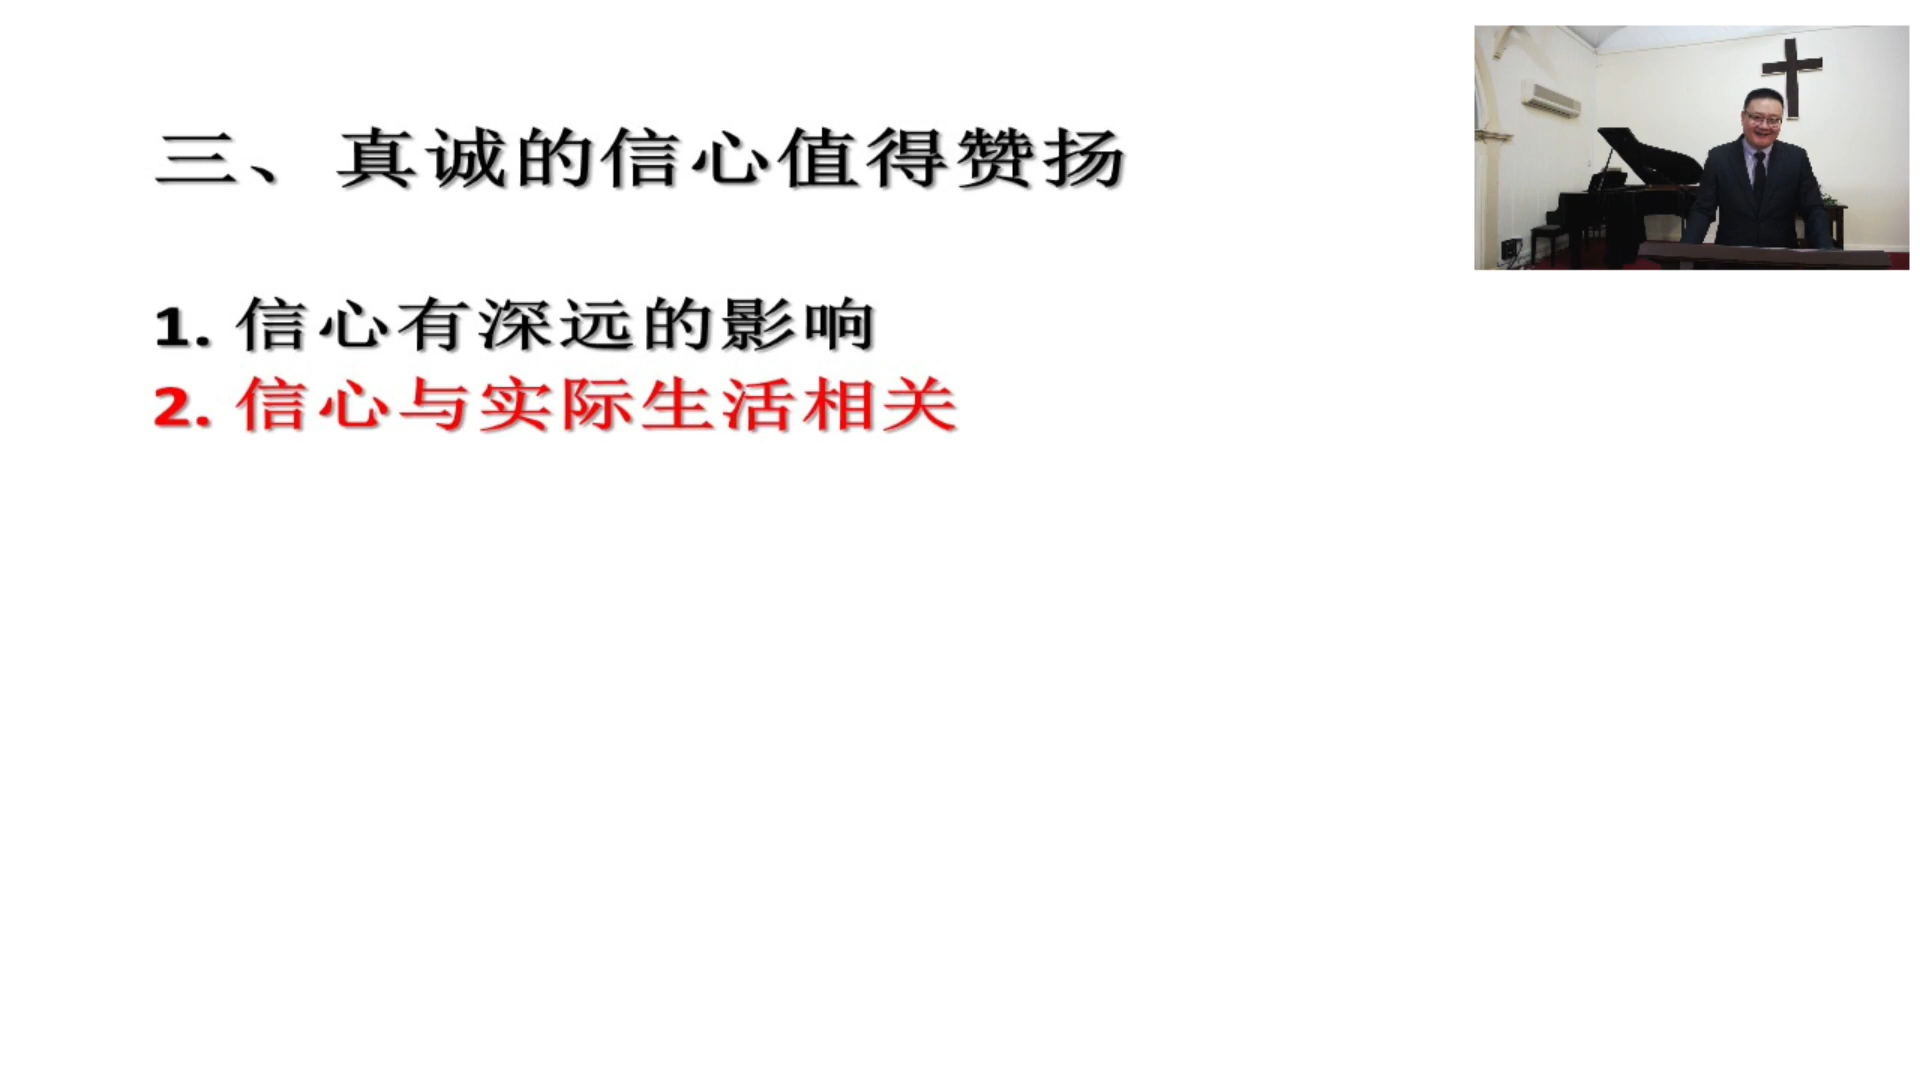 三、真诚的信心值得赞扬
1. 信心有深远的影响
2. 信心与实际生活相关